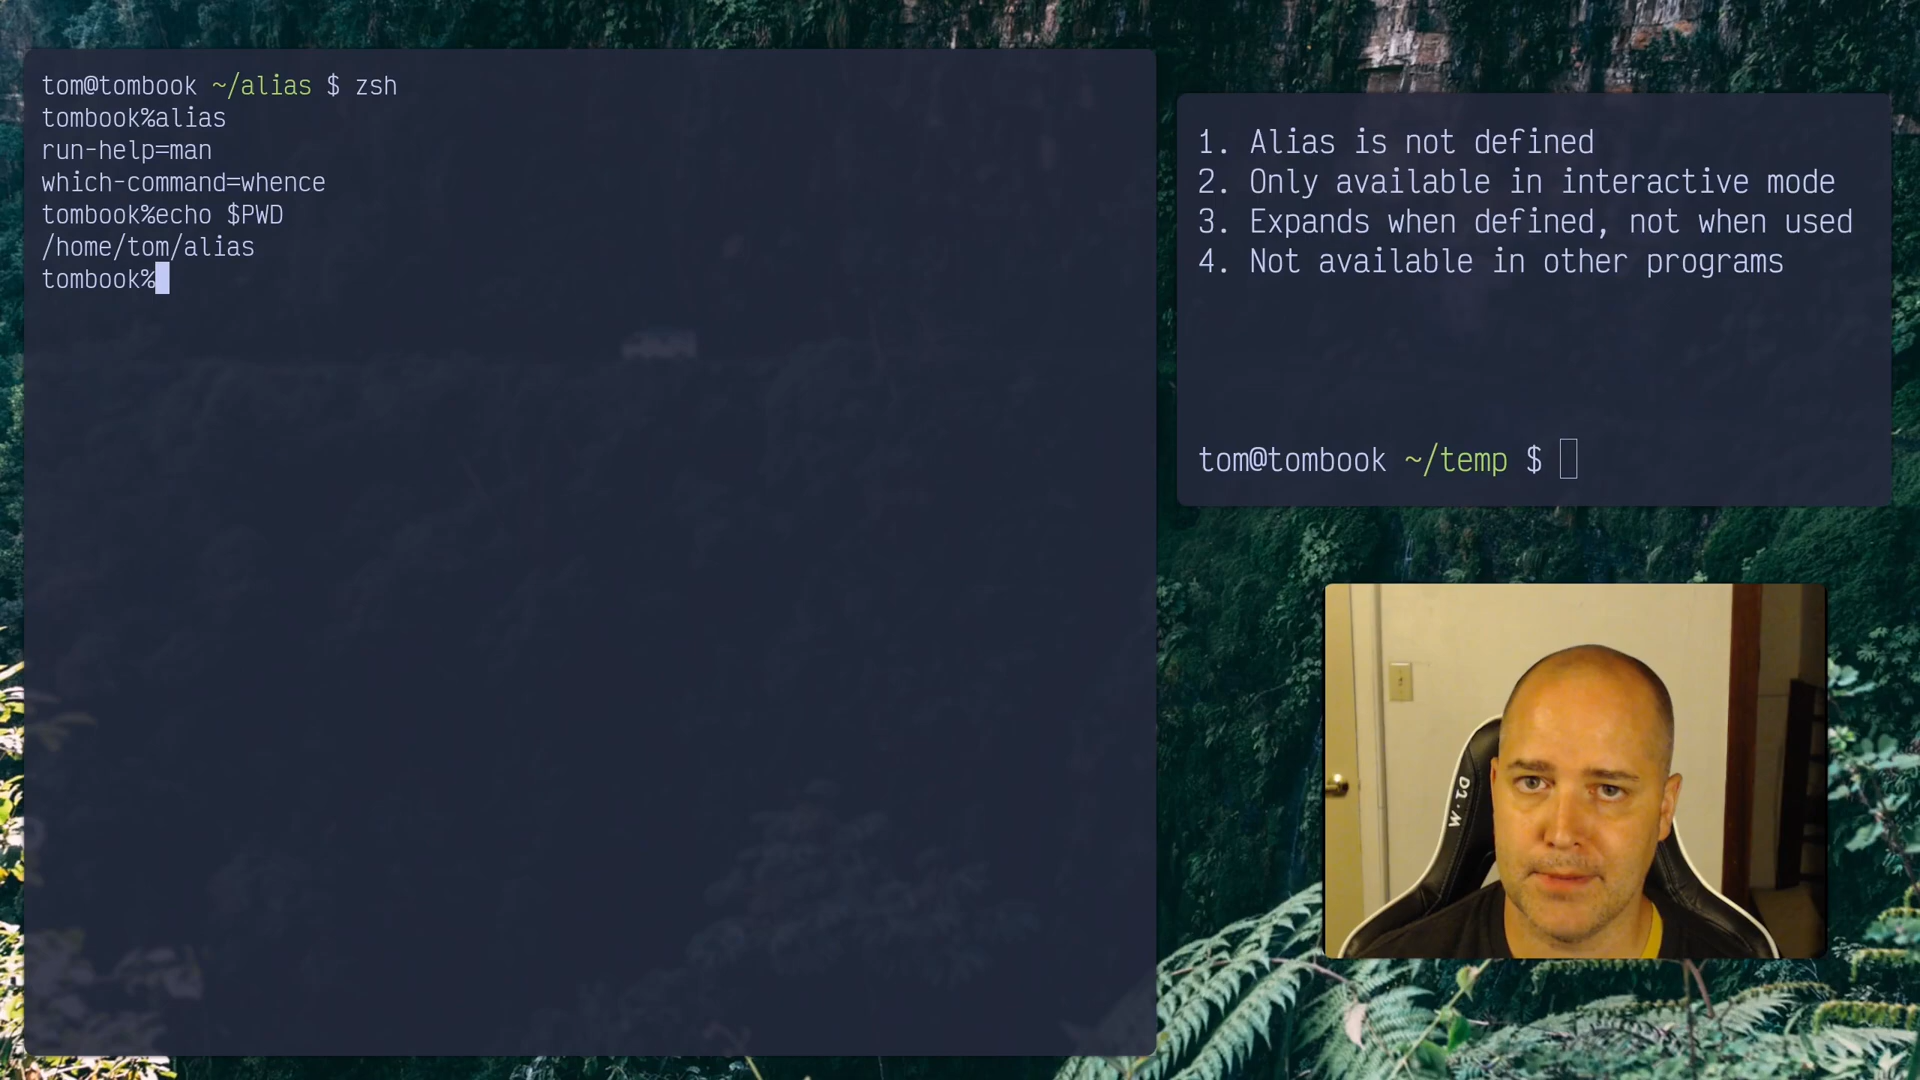 tom@tombook ~/alias $ zsh
tombook%alias
run-help=man
which-command=whence
tombook%echo $PWD
/home/tom/alias
tombook%
1. Alias is not defined
2. Only available in interactive mode
3. Expands when defined, not when used
4. Not available in other programs
tom@tombook ~/temp $
D2.W